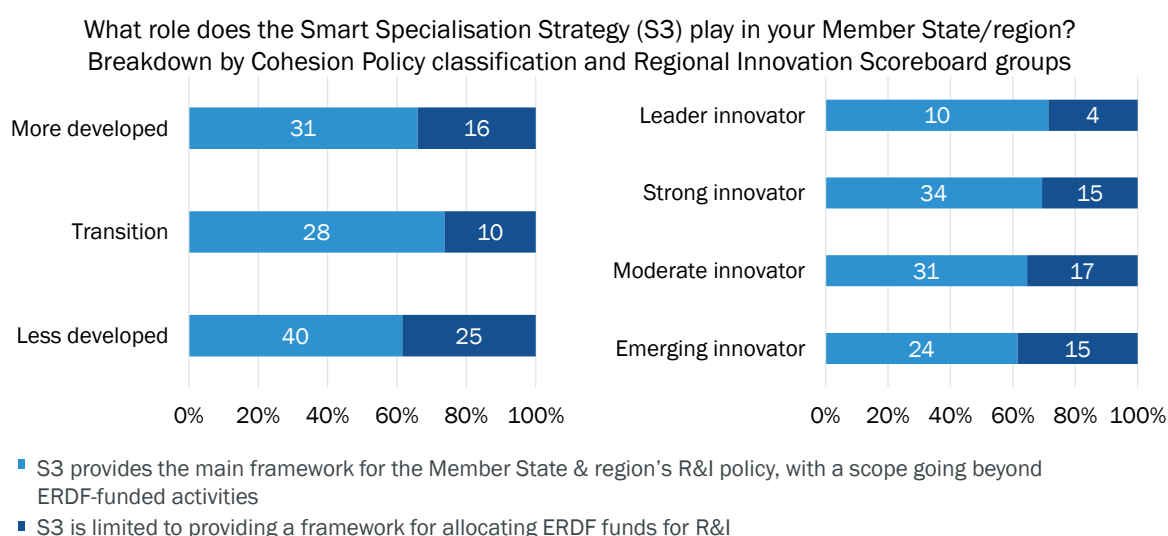 What role does the Smart Specialisation Strategy (S3) play in your Member State/region?
Breakdown by Cohesion Policy classification and Regional Innovation Scoreboard groups
More developed
31
16
Transition
28
10
Less developed
40
25
0%
20%
40%
60%
80%
100%
Leader innovator
10
4
Strong innovator
34
15
Moderate innovator
31
17
Emerging innovator
24
15
0%
20%
40%
60%
80%
100%
S3 provides the main framework for the Member State & region's R&I policy, with a scope going beyond
ERDF-funded activities
S3 is limited to providing a framework for allocating ERDF funds for R&I